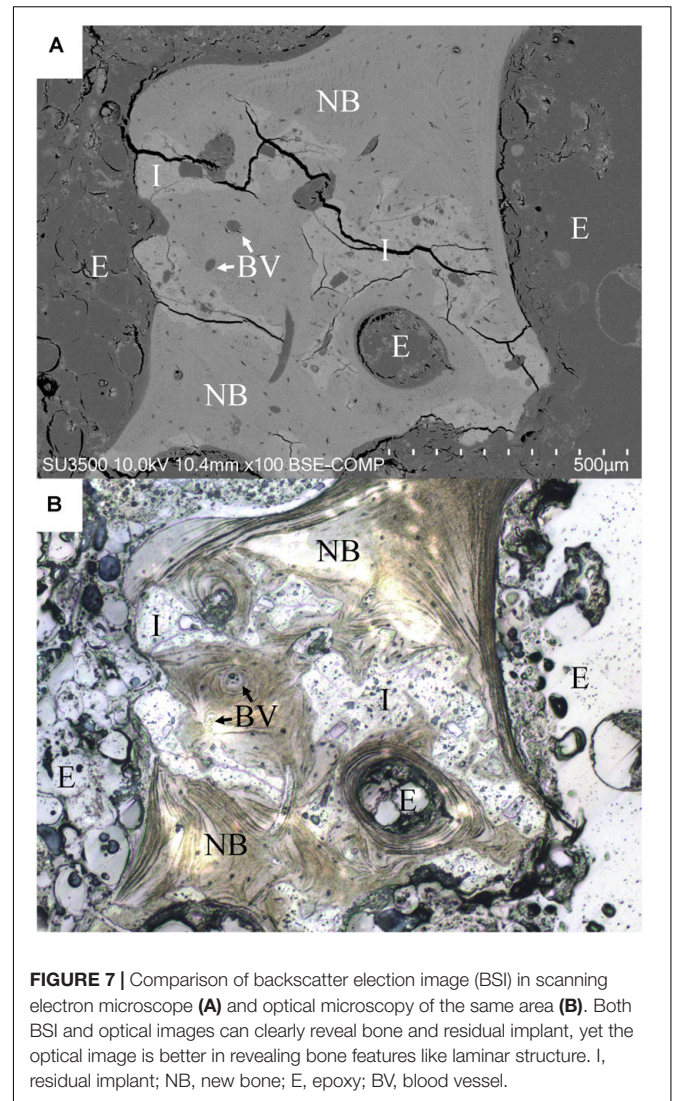 A
NB
I
E
I
E
BV
E
NB
SU3500 10.0kV 10.4mm x100 BSE-COMP 500µm
B
NB
I
I
E
BV
E
E
NB
FIGURE 7 | Comparison of backscatter election image (BSI) in scanning
electron microscope (A) and optical microscopy of the same area (B). Both
BSI and optical images can clearly reveal bone and residual implant, yet the
optical image is better in revealing bone features like laminar structure. I,
residual implant; NB, new bone; E, epoxy; BV, blood vessel.